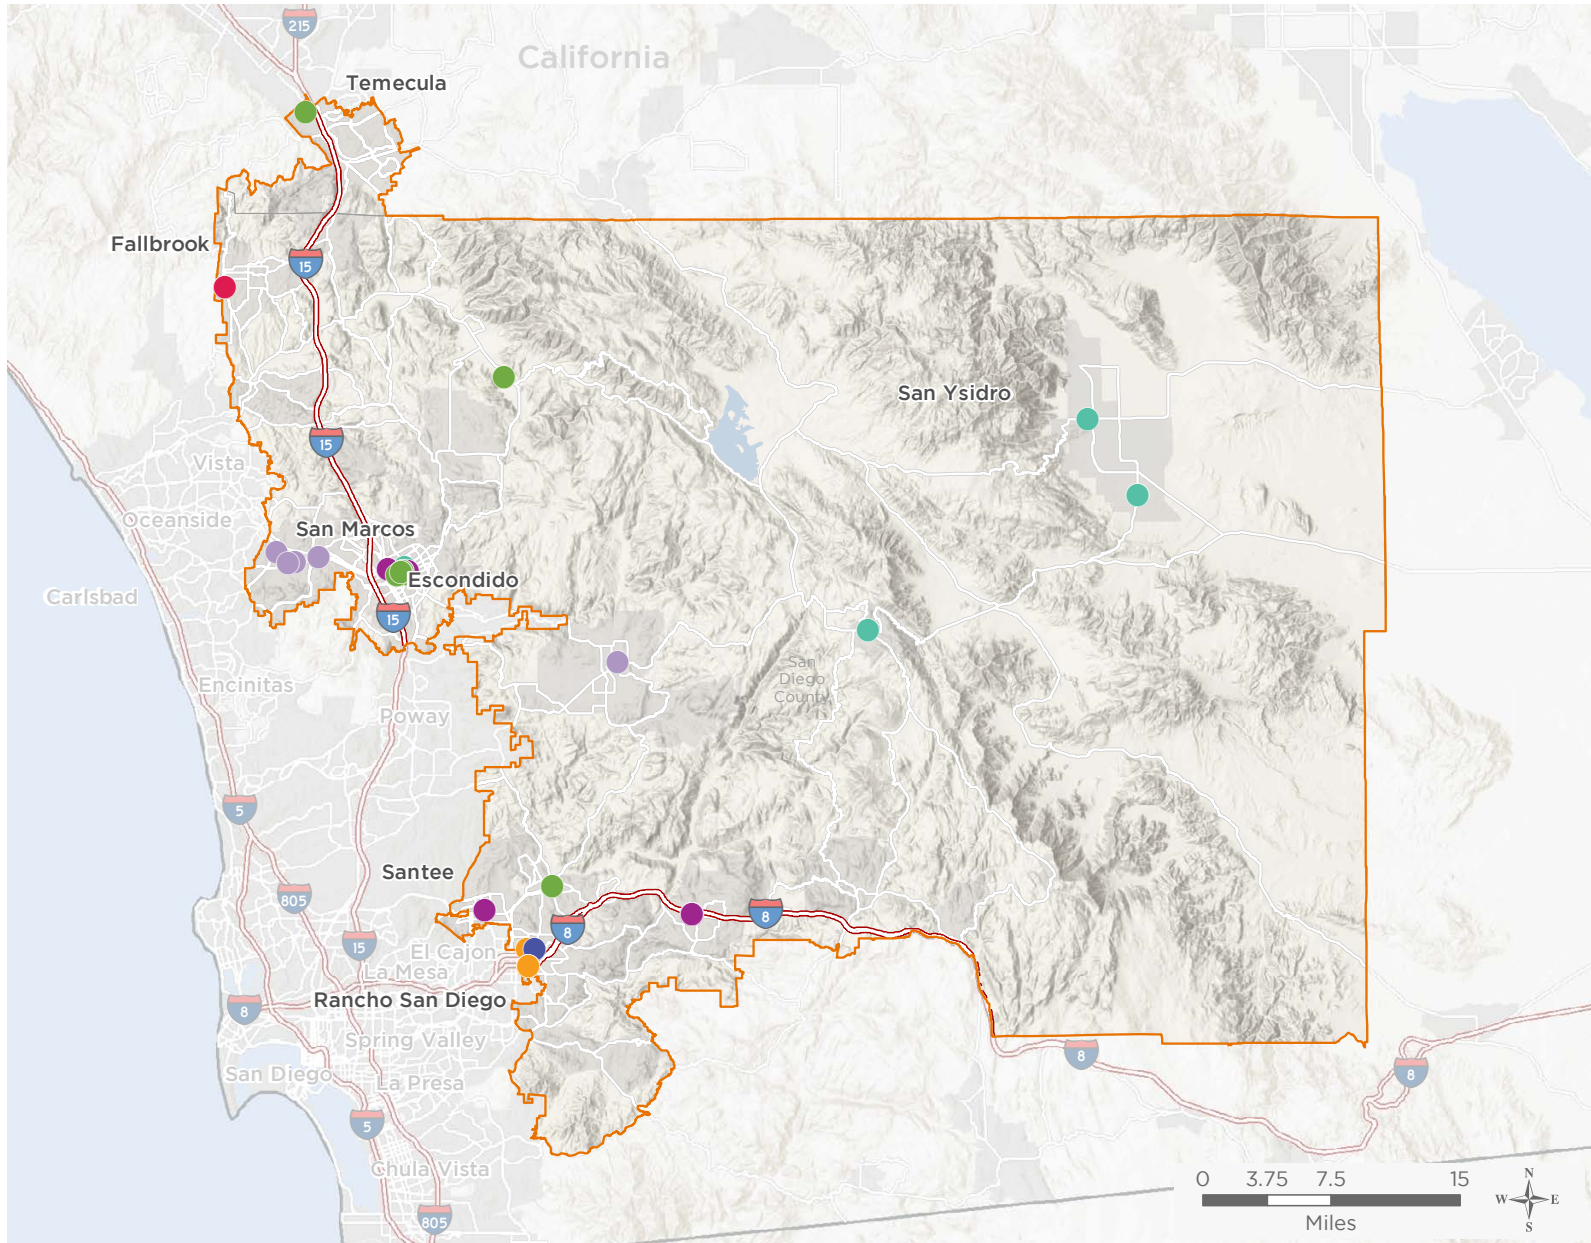 215
California
Temecula
Fallbrook
15
San Ysidro
15
Vista
Oceanside
San Marcos
Escondido
Carlsbad
15
San
Diego
County
Encinitas
Poway
5
Santee
805
8
8
15
El Cajon
La Mesa
Rancho San Diego
8
Spring Valley
8
8
San Diego
La Presa
5
Chula Vista
805
0 3.75 7.5 15
Miles
N
W E
S